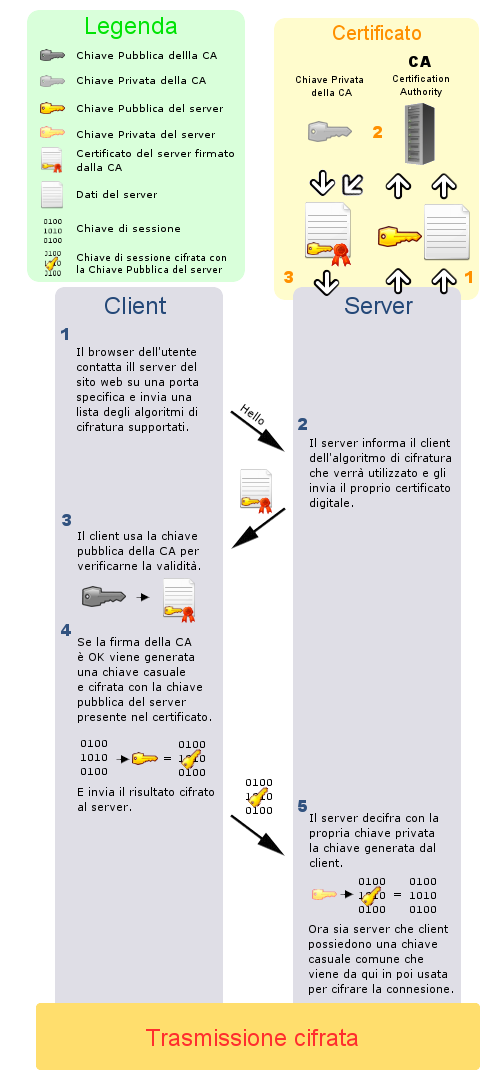 Legenda
Chiave Pubblica dellla CA
Chiave Privata della CA
Chiave Pubblica del server
Chiave Privata del server
Certificato del server firmato
dalla CA
Dati del server
0100
1010
0100
Chiave di sessione
0100
1010
0100
Chiave di sessione cifrata con
la Chiave Pubblica del server
Certificato
Chiave Privata
della CA
CA
Certification
Authority
2
3
1
Client
1
Il browser dell'utente
contatta ill server del
sito web su una porta
specifica e invia una
lista degli algoritmi di
cifratura supportati.
Hello
Server
2
Il server informa il client
dell'algoritmo di cifratura
che verrà utilizzato e gli
invia il proprio certificato
digitale.
3
Il client usa la chiave
pubblica della CA per
verificarne la validità.
4
Se la firma della CA
è OK viene generata
una chiave casuale
e cifrata con la chiave
pubblica del server
presente nel certificato.
0100
1010
0100
=
0100
1010
0100
E invia il risultato cifrato
al server.
0100
1010
0100
5
Il server decifra con la
propria chiave privata
la chiave generata dal
client.
0100
1010
0100
=
0100
1010
0100
Ora sia server che client
possiedono una chiave
casuale comune che
viene da qui in poi usata
per cifrare la connesione.
Trasmissione cifrata